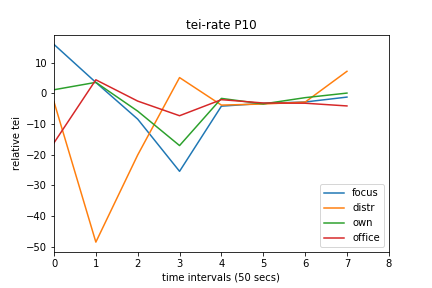 tei-rate P10
relative tei
10
0
−10
−20
−30
−40
−50
0 1 2 3 4 5 6 7 8
time intervals (50 secs)
focus
distr
own
office